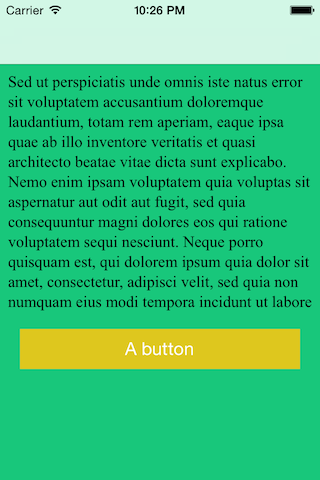 Carrier 10:26 PM
Sed ut perspiciatis unde omnis iste natus error
sit voluptatem accusantium doloremque
laudantium, totam rem aperiam, eaque ipsa
quae ab illo inventore veritatis et quasi
architecto beatae vitae dicta sunt explicabo.
Nemo enim ipsam voluptatem quia voluptas sit
aspernatur aut odit aut fugit, sed quia
consequuntur magni dolores eos qui ratione
voluptatem sequi nesciunt. Neque porro
quisquam est, qui dolorem ipsum quia dolor sit
amet, consectetur, adipisci velit, sed quia non
numquam eius modi tempora incidunt ut labore
A button